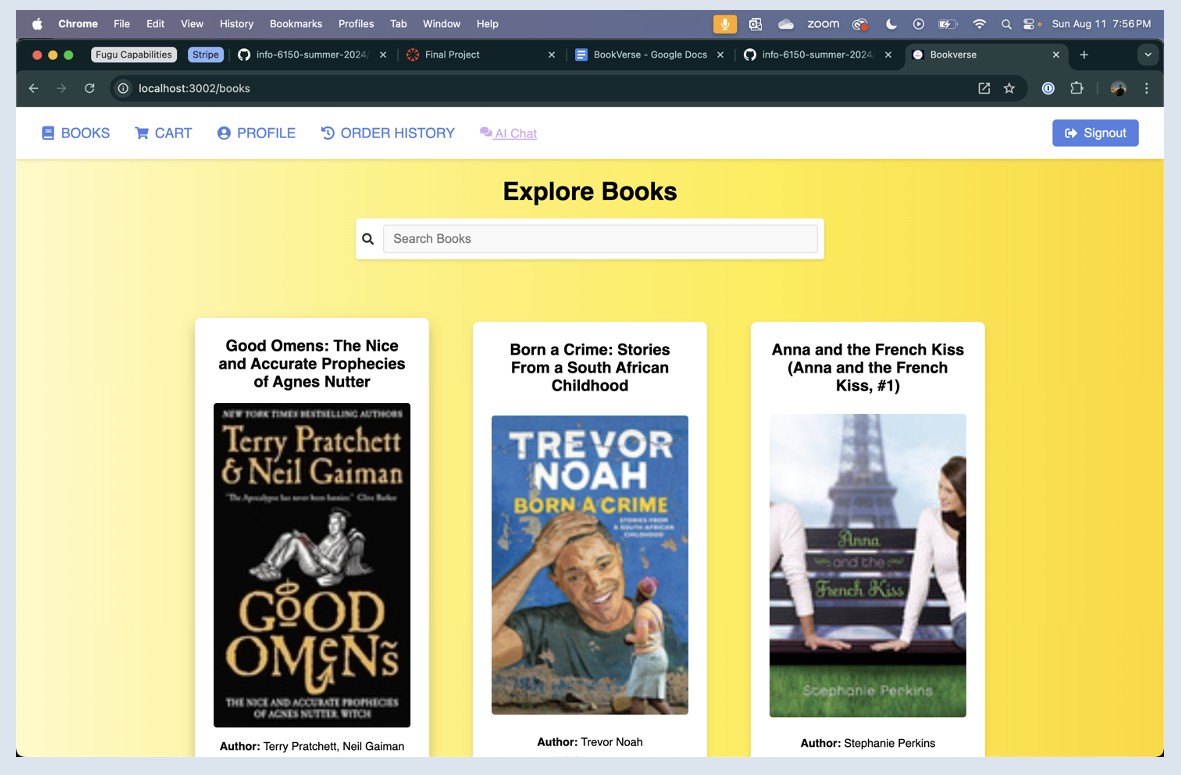 Chrome File Edit View History Bookmarks Profiles Tab Window Help zoom Sun Aug 11 7:56 PM
Fugu Capabilities Stripe info-6150-summer-2024/ Final Project BookVerse - Google Docs info-6150-summer-2024/ Bookverse
localhost:3002/books
BOOKS CART PROFILE ORDER HISTORY AI Chat Signout
Explore Books
Search Books
Good Omens: The Nice
and Accurate Prophecies
of Agnes Nutter
NEW YORK TIMES BESTSELLING AUTHORS
Terry Pratchett
& Neil Gaiman
"The Apocalypse has never been funnier." Clive Barker
GOOD
OMENS
THE NICE AND ACCURATE PROPHECIES
OF AGNES NUTTER, WITCH
Author: Terry Pratchett, Neil Gaiman
Born a Crime: Stories
From a South African
Childhood
TREVOR
NOAH
BORN A CRIME
STORIES FROM
A SOUTH AFRICAN
CHILDHOOD
Author: Trevor Noah
Anna and the French Kiss
(Anna and the French
Kiss, #1)
Anna
and the
French Kiss
Stephanie Perkins
Author: Stephanie Perkins